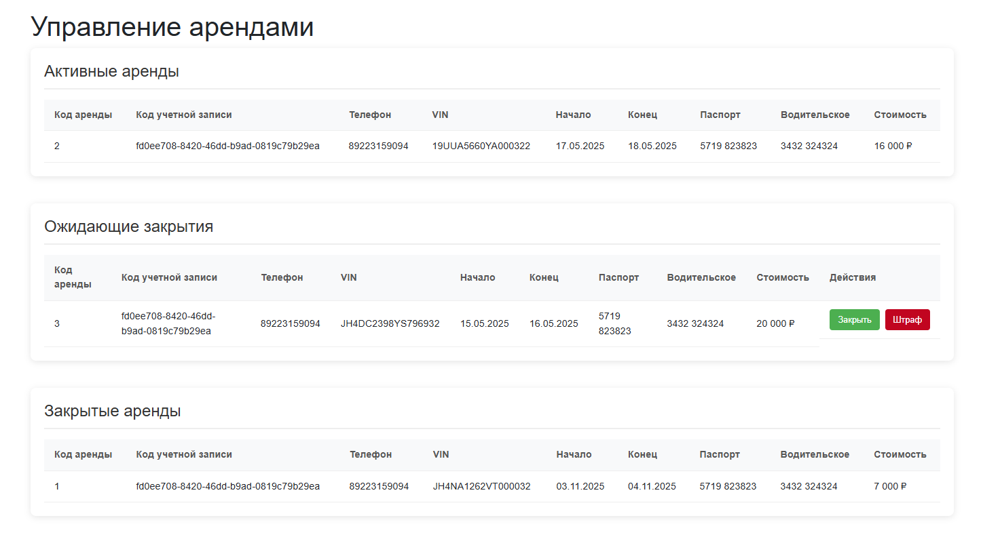 Управление арендами
Активные аренды
Код аренды Код учетной записи Телефон VIN Начало Конец Паспорт Водительское Стоимость
2 fd0ee708-8420-46dd-b9ad-0819c79b29ea 89223159094 19UUA5660YA000322 17.05.2025 18.05.2025 5719 823823 3432 324324 16 000 ₽
Ожидающие закрытия
Код аренды Код учетной записи Телефон VIN Начало Конец Паспорт Водительское Стоимость Действия
3 fd0ee708-8420-46dd-b9ad-0819c79b29ea 89223159094 JH4DC2398YS796932 15.05.2025 16.05.2025 5719 823823 3432 324324 20 000 ₽ Закрыть Штраф
Закрытые аренды
Код аренды Код учетной записи Телефон VIN Начало Конец Паспорт Водительское Стоимость
1 fd0ee708-8420-46dd-b9ad-0819c79b29ea 89223159094 JH4NA1262VT000032 03.11.2025 04.11.2025 5719 823823 3432 324324 7 000 ₽